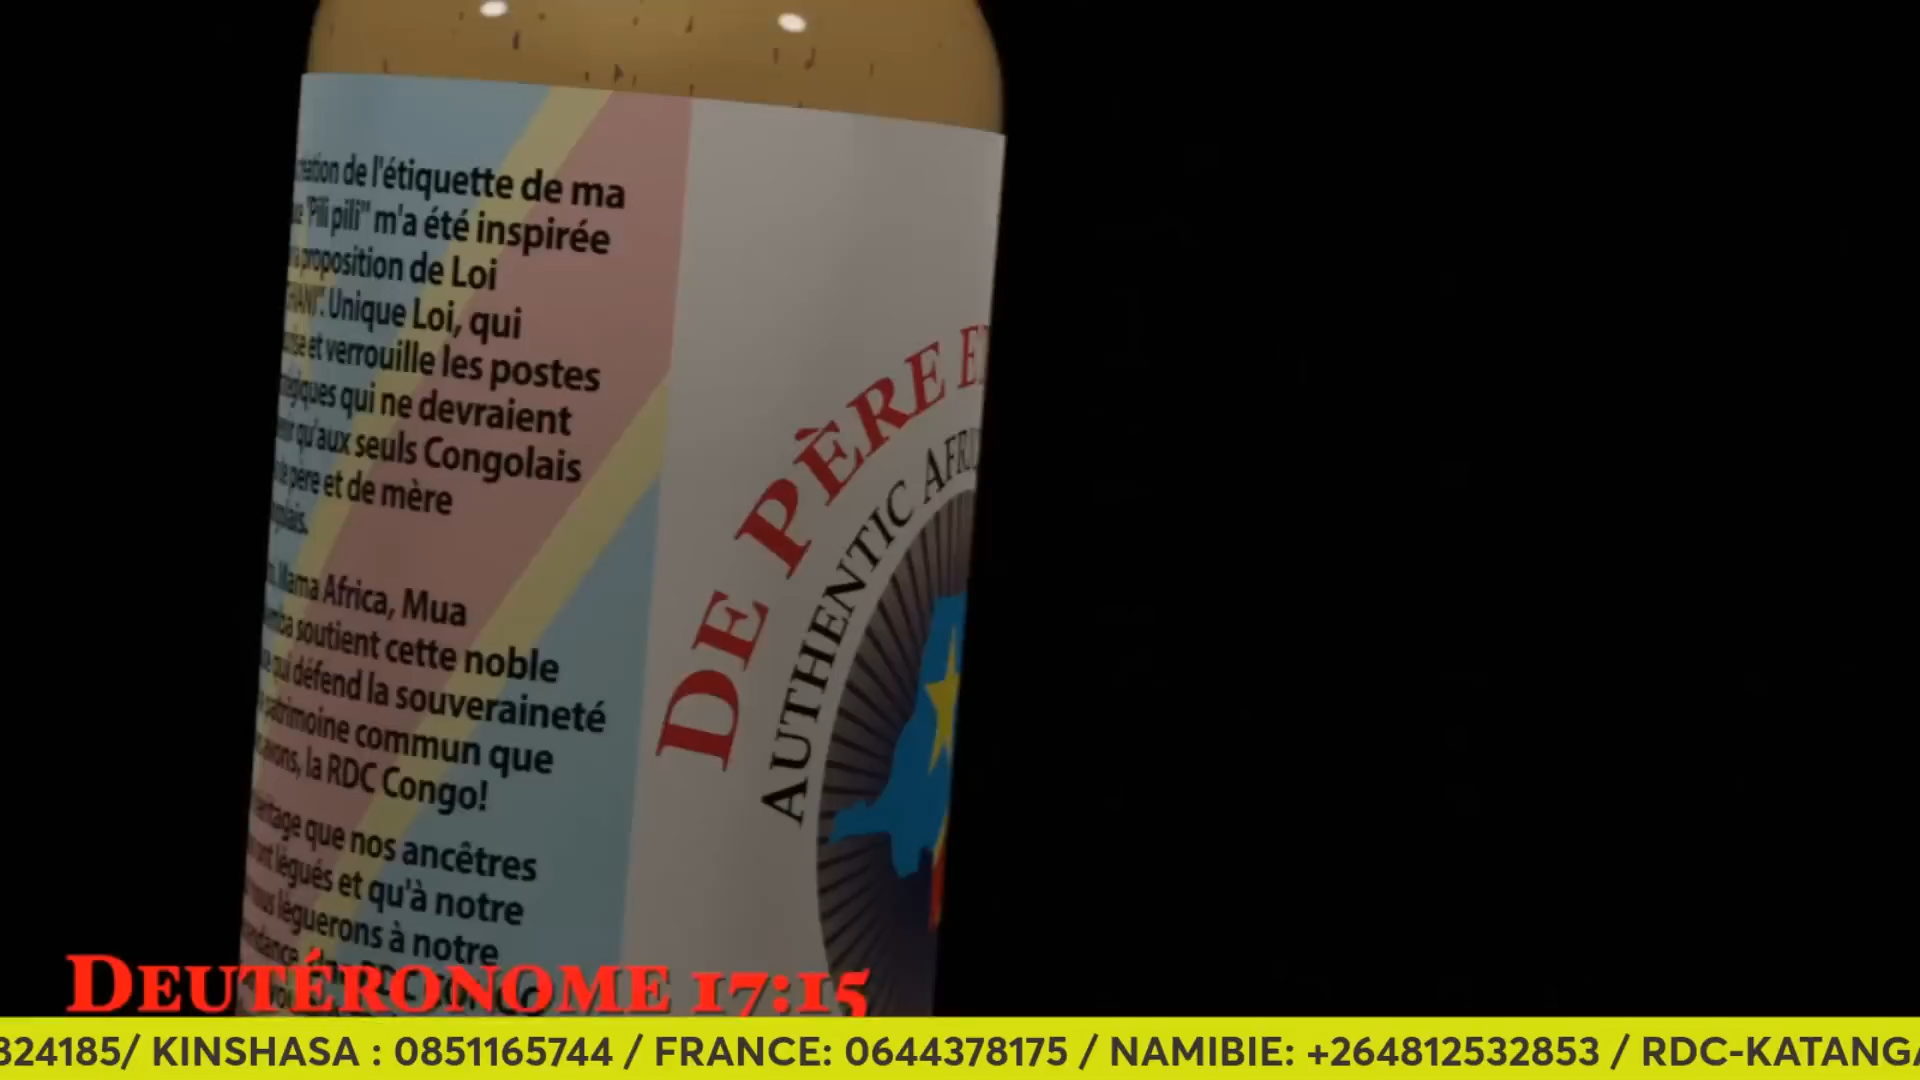 de l'étiquette de ma
"Pili pili" m'a été inspirée
proposition de Loi
Unique Loi, qui
et verrouille les postes
qui ne devraient
qu'aux seuls Congolais
père et de mère
Mama Africa, Mua
soutient cette noble
qui défend la souveraineté
patrimoine commun que
avons, la RDC Congo!
que nos ancêtres
légués et qu'à notre
léguerons à notre
DE PÈRE
AUTHENTIC
DEUTÉRONOME 17:15
824185/ KINSHASA : 0851165744 / FRANCE: 0644378175 / NAMIBIE: +264812532853 / RDC-KATANGA